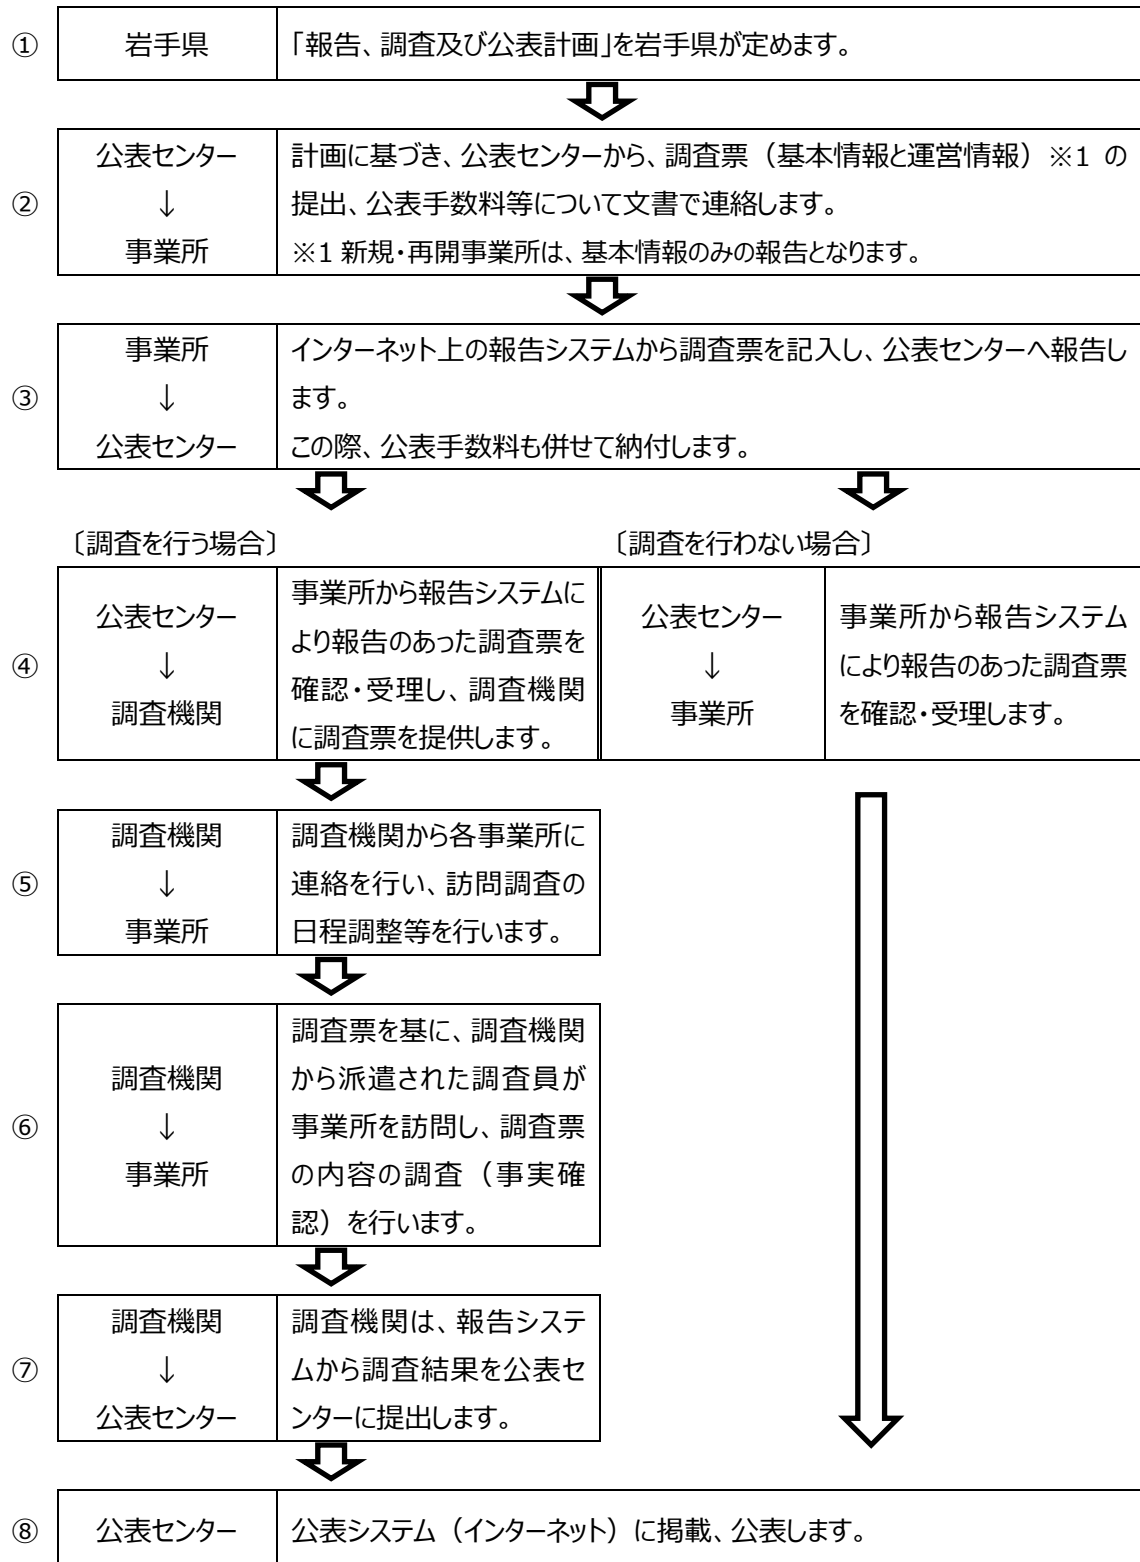 ① 岩手県 「報告、調査及び公表計画」を岩手県が定めます。
② 公表センター
↓
事業所
計画に基づき、公表センターから、調査票（基本情報と運営情報）※1 の
提出、公表手数料等について文書で連絡します。
※1 新規・再開事業所は、基本情報のみの報告となります。
③ 事業所
↓
公表センター
インターネット上の報告システムから調査票を記入し、公表センターへ報告し
ます。
この際、公表手数料も併せて納付します。
〔調査を行う場合〕
〔調査を行わない場合〕
④ 公表センター
↓
調査機関
事業所から報告システムに
より報告のあった調査票を
確認・受理し、調査機関
に調査票を提供します。
公表センター
↓
事業所
事業所から報告システム
により報告のあった調査票
を確認・受理します。
⑤ 調査機関
↓
事業所
調査機関から各事業所に
連絡を行い、訪問調査の
日程調整等を行います。
⑥ 調査機関
↓
事業所
調査票を基に、調査機関
から派遣された調査員が
事業所を訪問し、調査票
の内容の調査（事実確
認）を行います。
⑦ 調査機関
↓
公表センター
調査機関は、報告システ
ムから調査結果を公表セ
ンターに提出します。
⑧ 公表センター 公表システム（インターネット）に掲載、公表します。